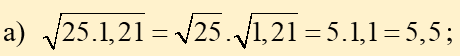 a) √25.1,21 = √25.√1,21 = 5.1,1 = 5,5;